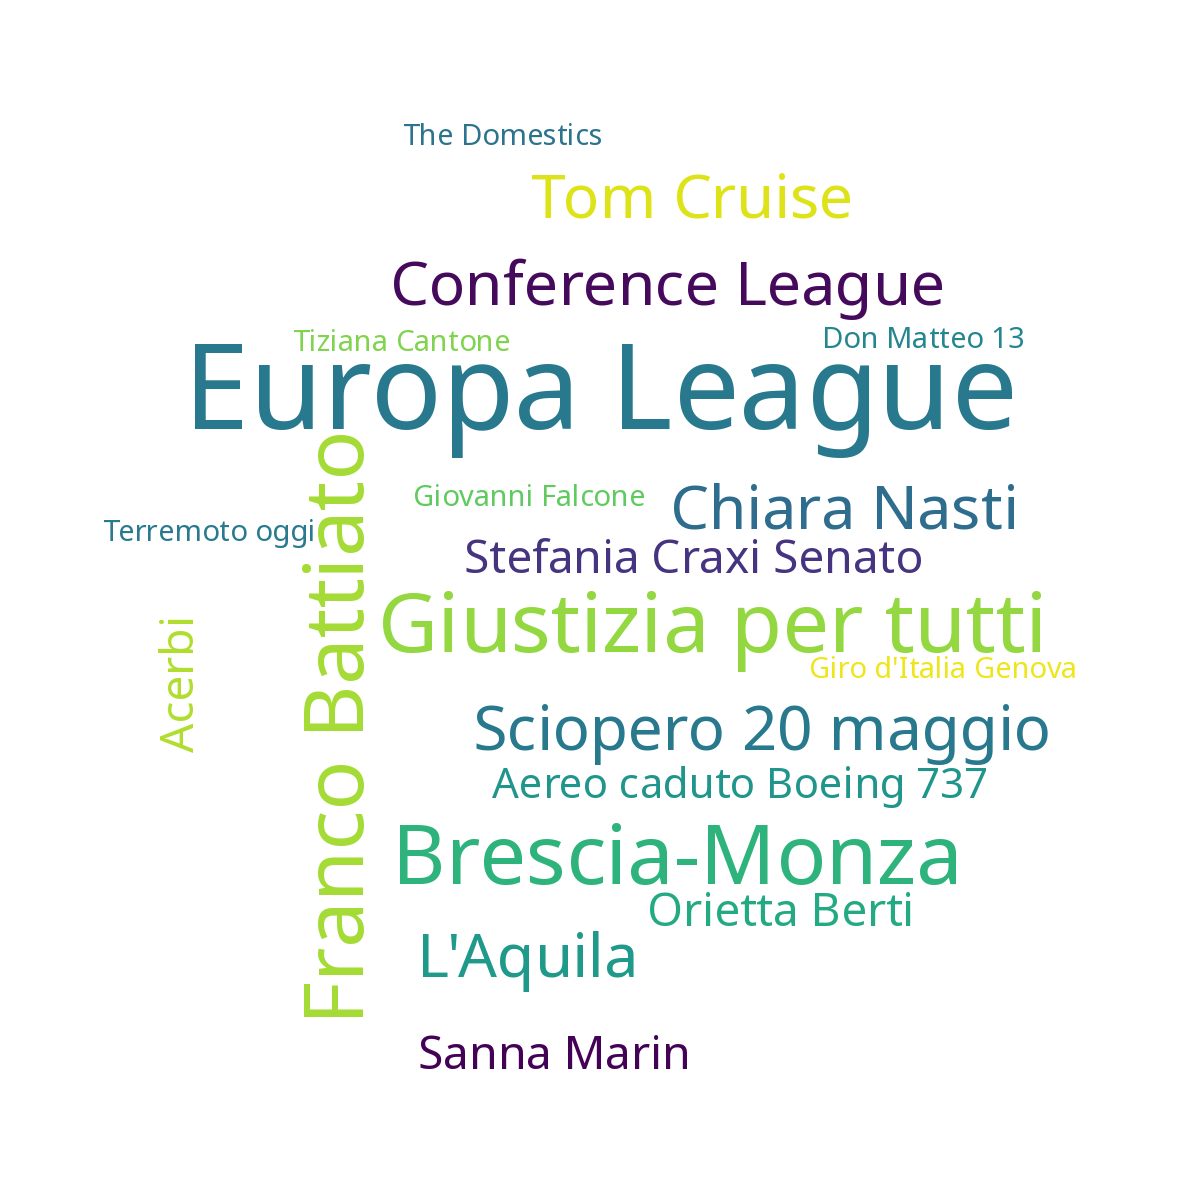 The Domestics
Tom Cruise
Conference League
Tiziana Cantone
Don Matteo 13
Europa League
Giovanni Falcone
Chiara Nasti
Terremoto oggi
Stefania Craxi Senato
Franco Battiato
Giustizia per tutti
Acerbi
Giro d'Italia Genova
Sciopero 20 maggio
Aereo caduto Boeing 737
Brescia-Monza
Orietta Berti
L'Aquila
Sanna Marin